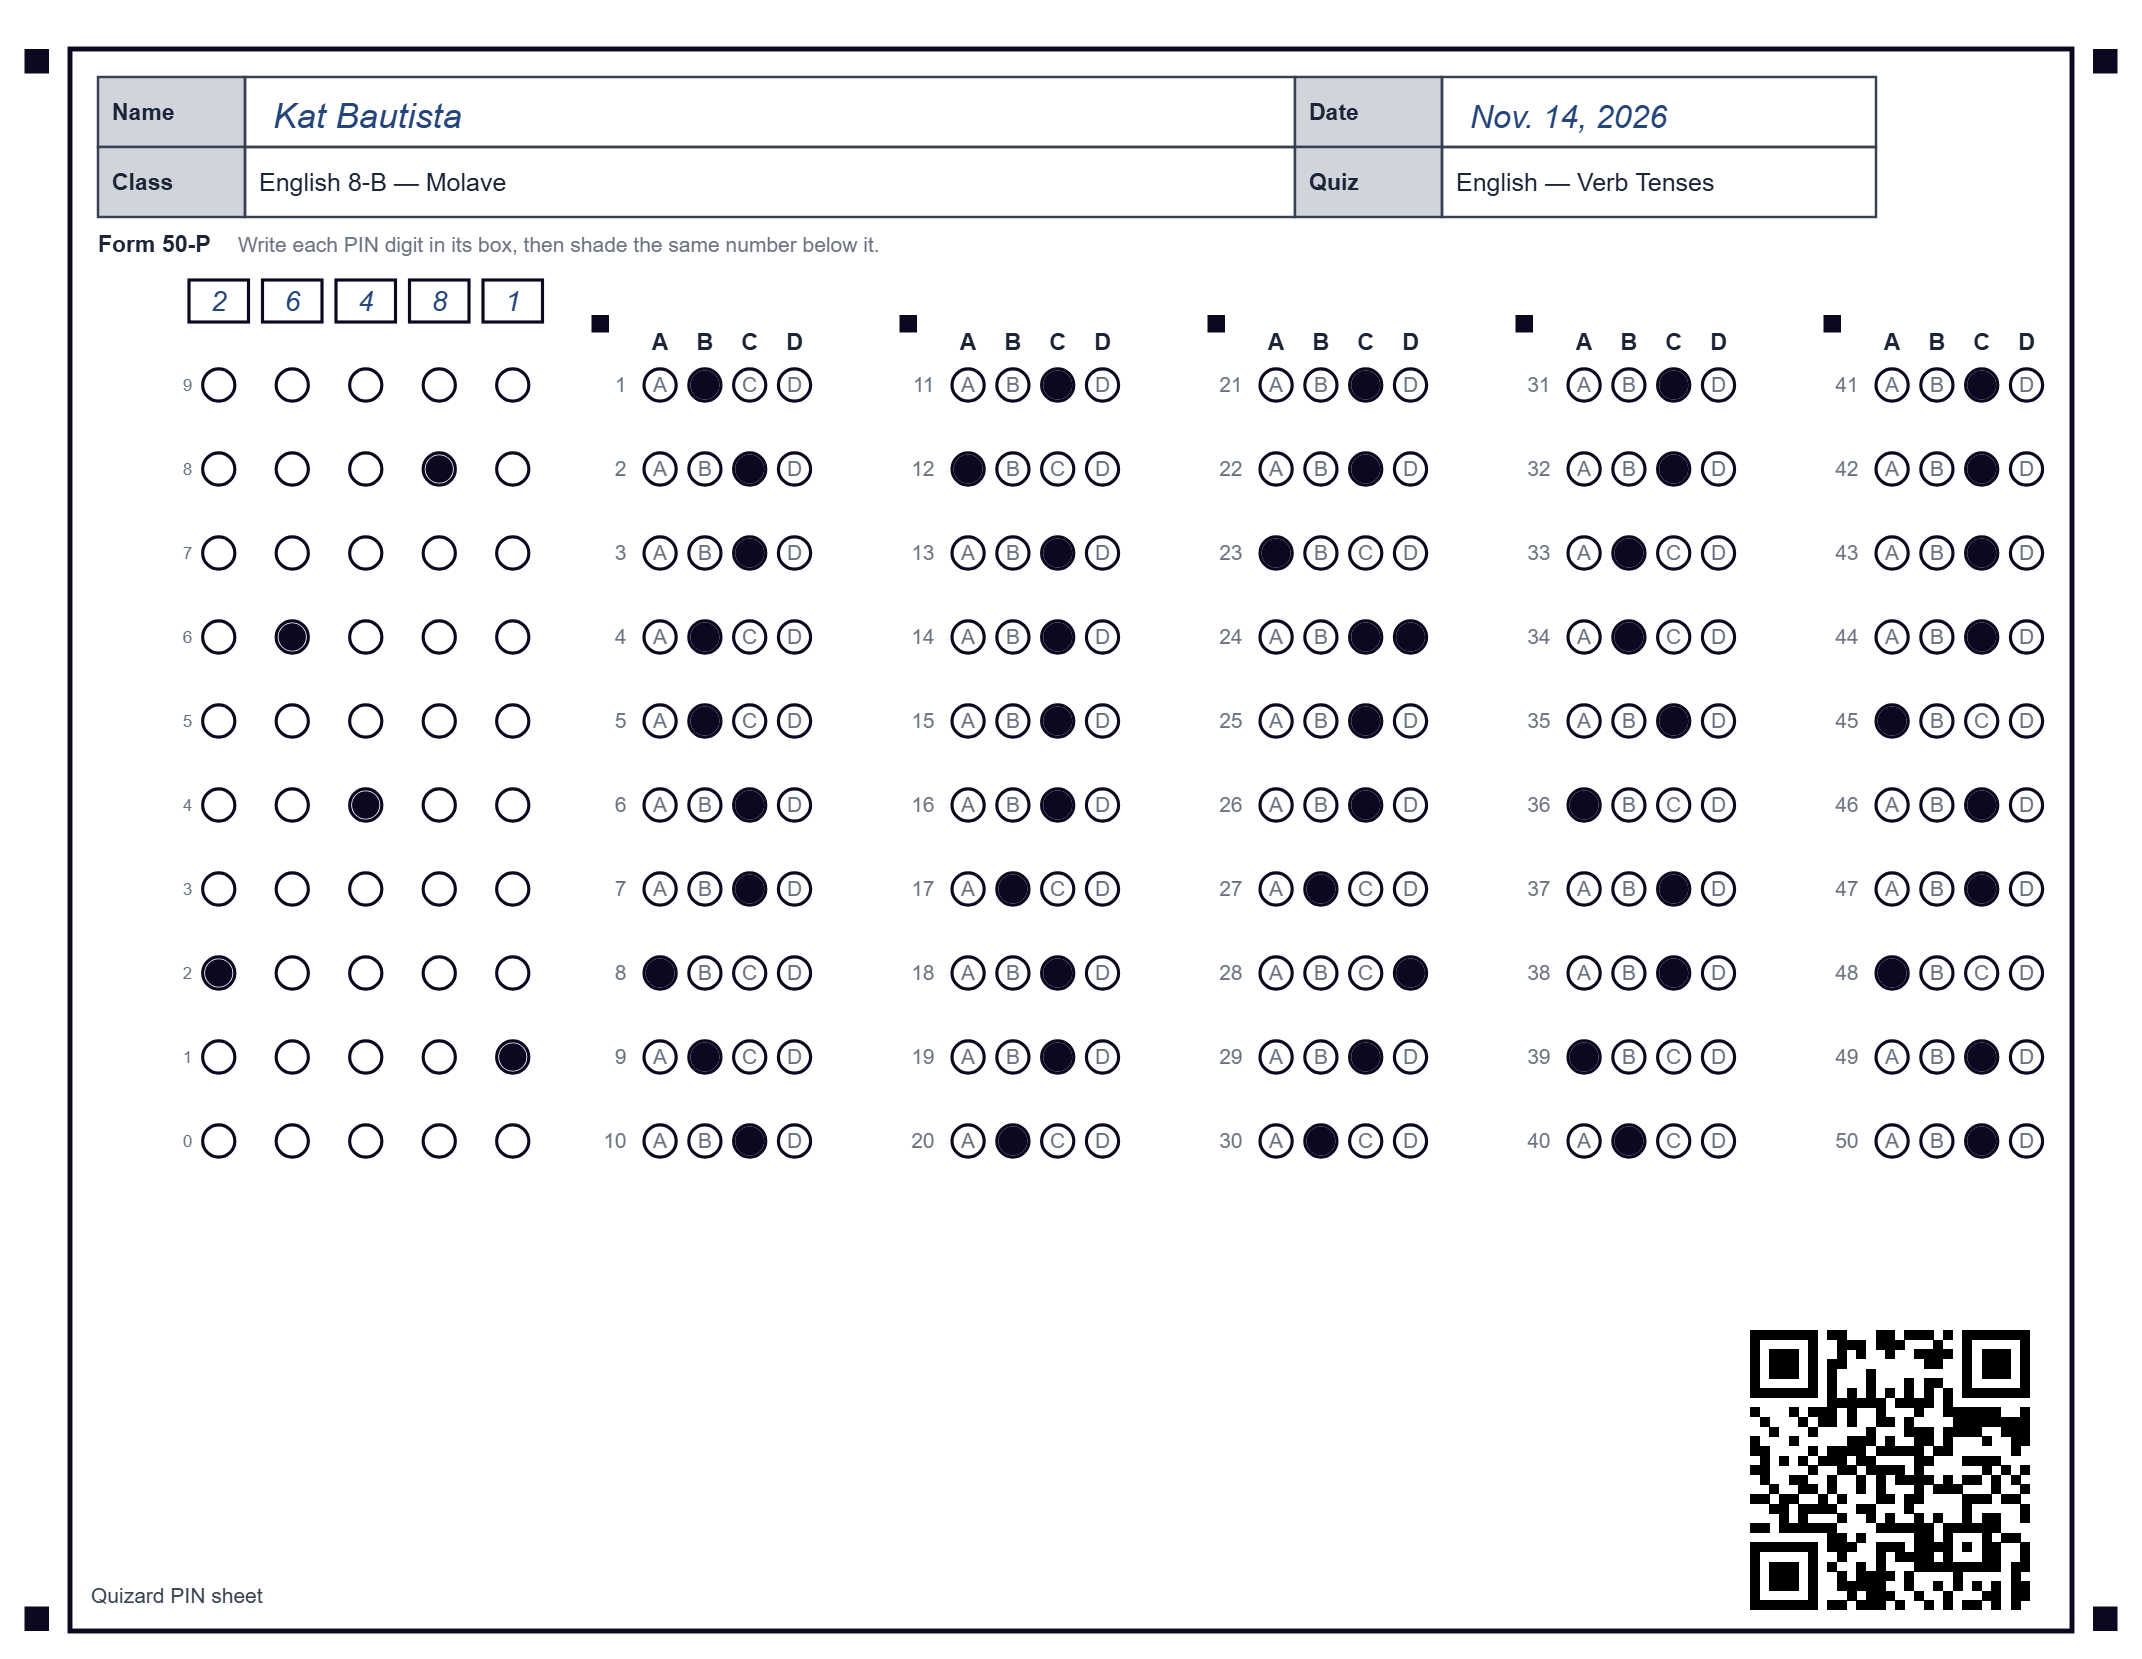 Name Kat Bautista Date Nov. 14, 2026
Class English 8-B — Molave Quiz English — Verb Tenses
Form 50-P Write each PIN digit in its box, then shade the same number below it.
2 6 4 8 1
A B C D A B C D A B C D A B C D A B C D
9 1 A C D 11 A B D 21 A B D 31 A B D 41 A B D
8 2 A B D 12 B C D 22 A B D 32 A B D 42 A B D
7 3 A B D 13 A B D 23 B C D 33 A C D 43 A B D
6 4 A C D 14 A B D 24 A B 34 A C D 44 A B D
5 5 A C D 15 A B D 25 A B D 35 A B D 45 B C D
4 6 A B D 16 A B D 26 A B D 36 B C D 46 A B D
3 7 A B D 17 A C D 27 A C D 37 A B D 47 A B D
2 8 B C D 18 A B D 28 A B C 38 A B D 48 B C D
1 9 A C D 19 A B D 29 A B D 39 B C D 49 A B D
0 10 A B D 20 A C D 30 A C D 40 A C D 50 A B D
Quizard PIN sheet